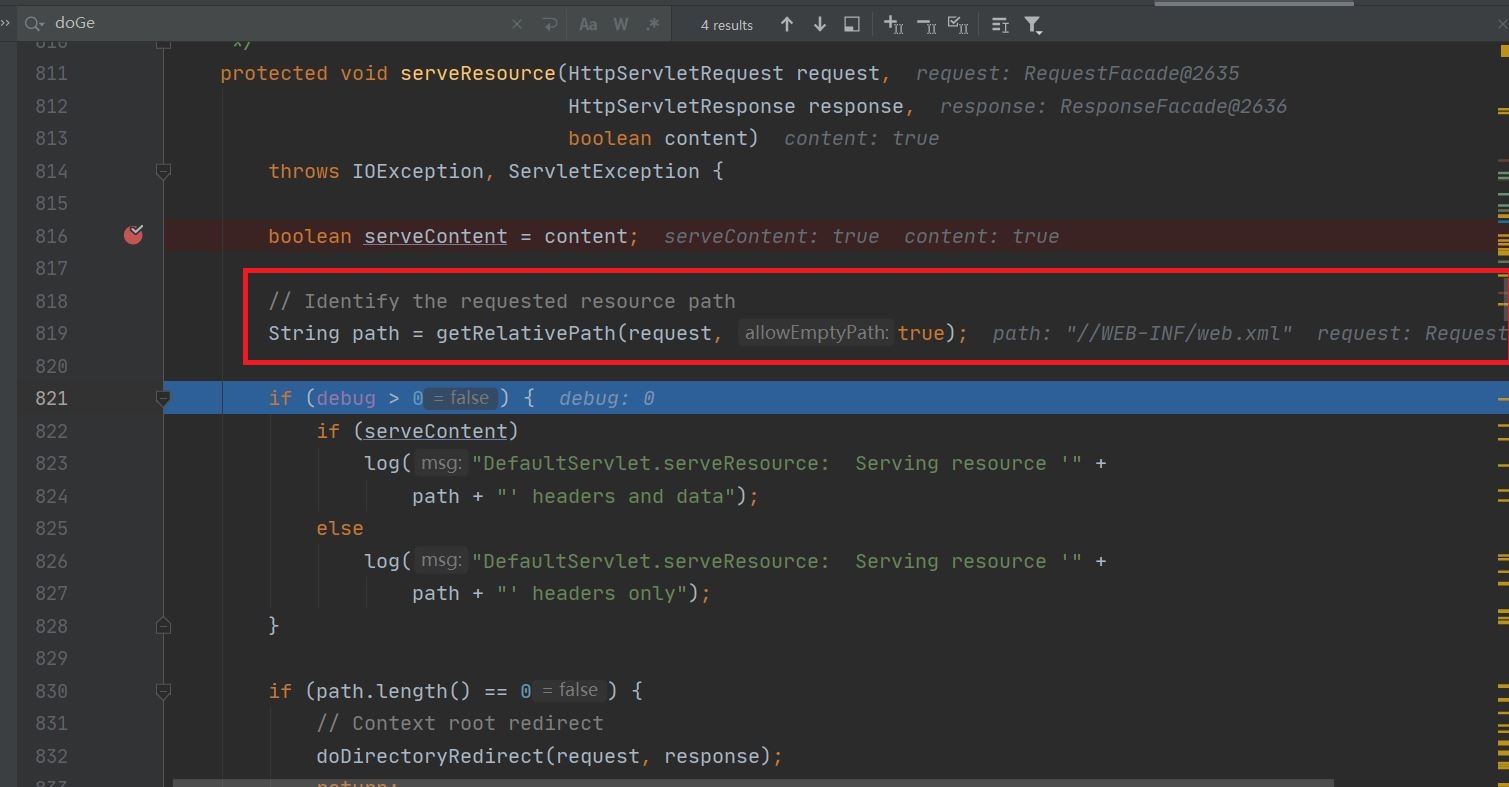 doGe
Aa W .* 4 results
810 */
811 protected void serveResource(HttpServletRequest request, request: RequestFacade@2635
812 HttpServletResponse response, response: ResponseFacade@2636
813 boolean content) content: true
814 throws IOException, ServletException {
815
816 boolean serveContent = content; serveContent: true content: true
817
818 // Identify the requested resource path
819 String path = getRelativePath(request, allowEmptyPath: true); path: "//WEB-INF/web.xml" request: Request
820
821 if (debug > 0 = false ) { debug: 0
822 if (serveContent)
823 log( msg: "DefaultServlet.serveResource:  Serving resource '" +
824 path + "' headers and data");
825 else
826 log( msg: "DefaultServlet.serveResource:  Serving resource '" +
827 path + "' headers only");
828 }
829
830 if (path.length() == 0 = false ) {
831 // Context root redirect
832 doDirectoryRedirect(request, response);
833 return;